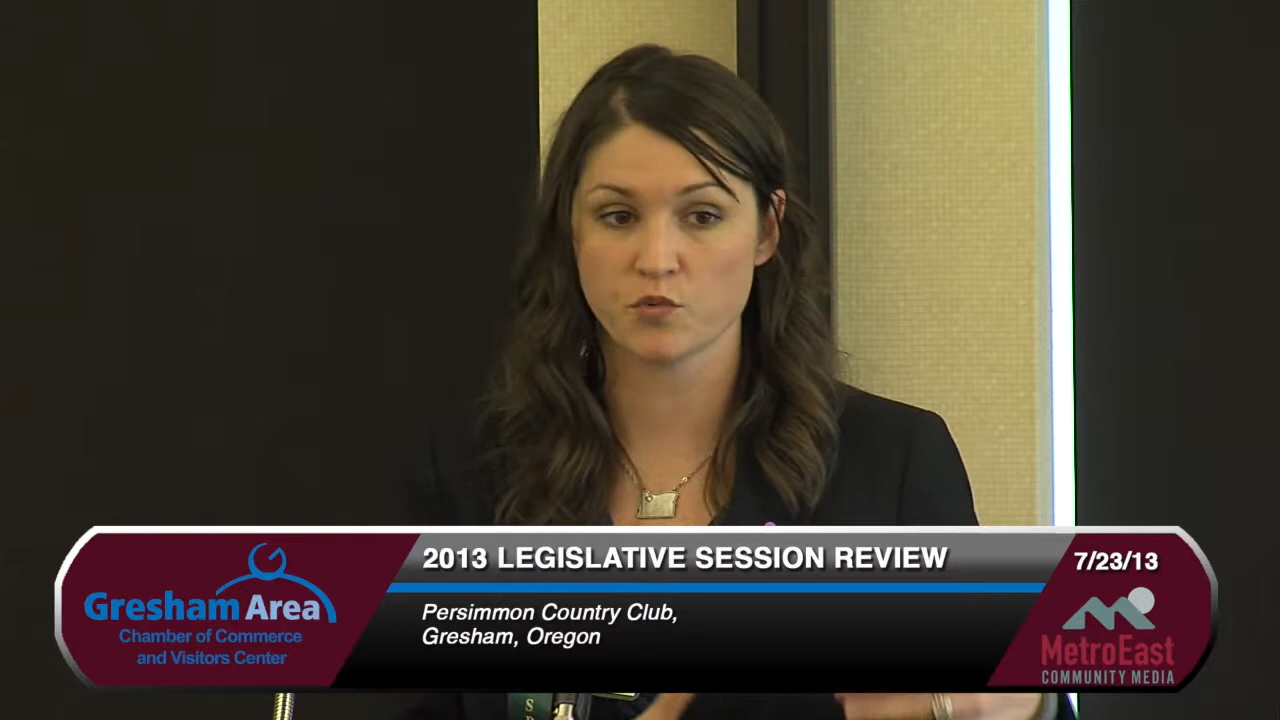 2013 LEGISLATIVE SESSION REVIEW
7/23/13
Gresham Area
Chamber of Commerce
and Visitors Center
Persimmon Country Club,
Gresham, Oregon
MetroEast
COMMUNITY MEDIA